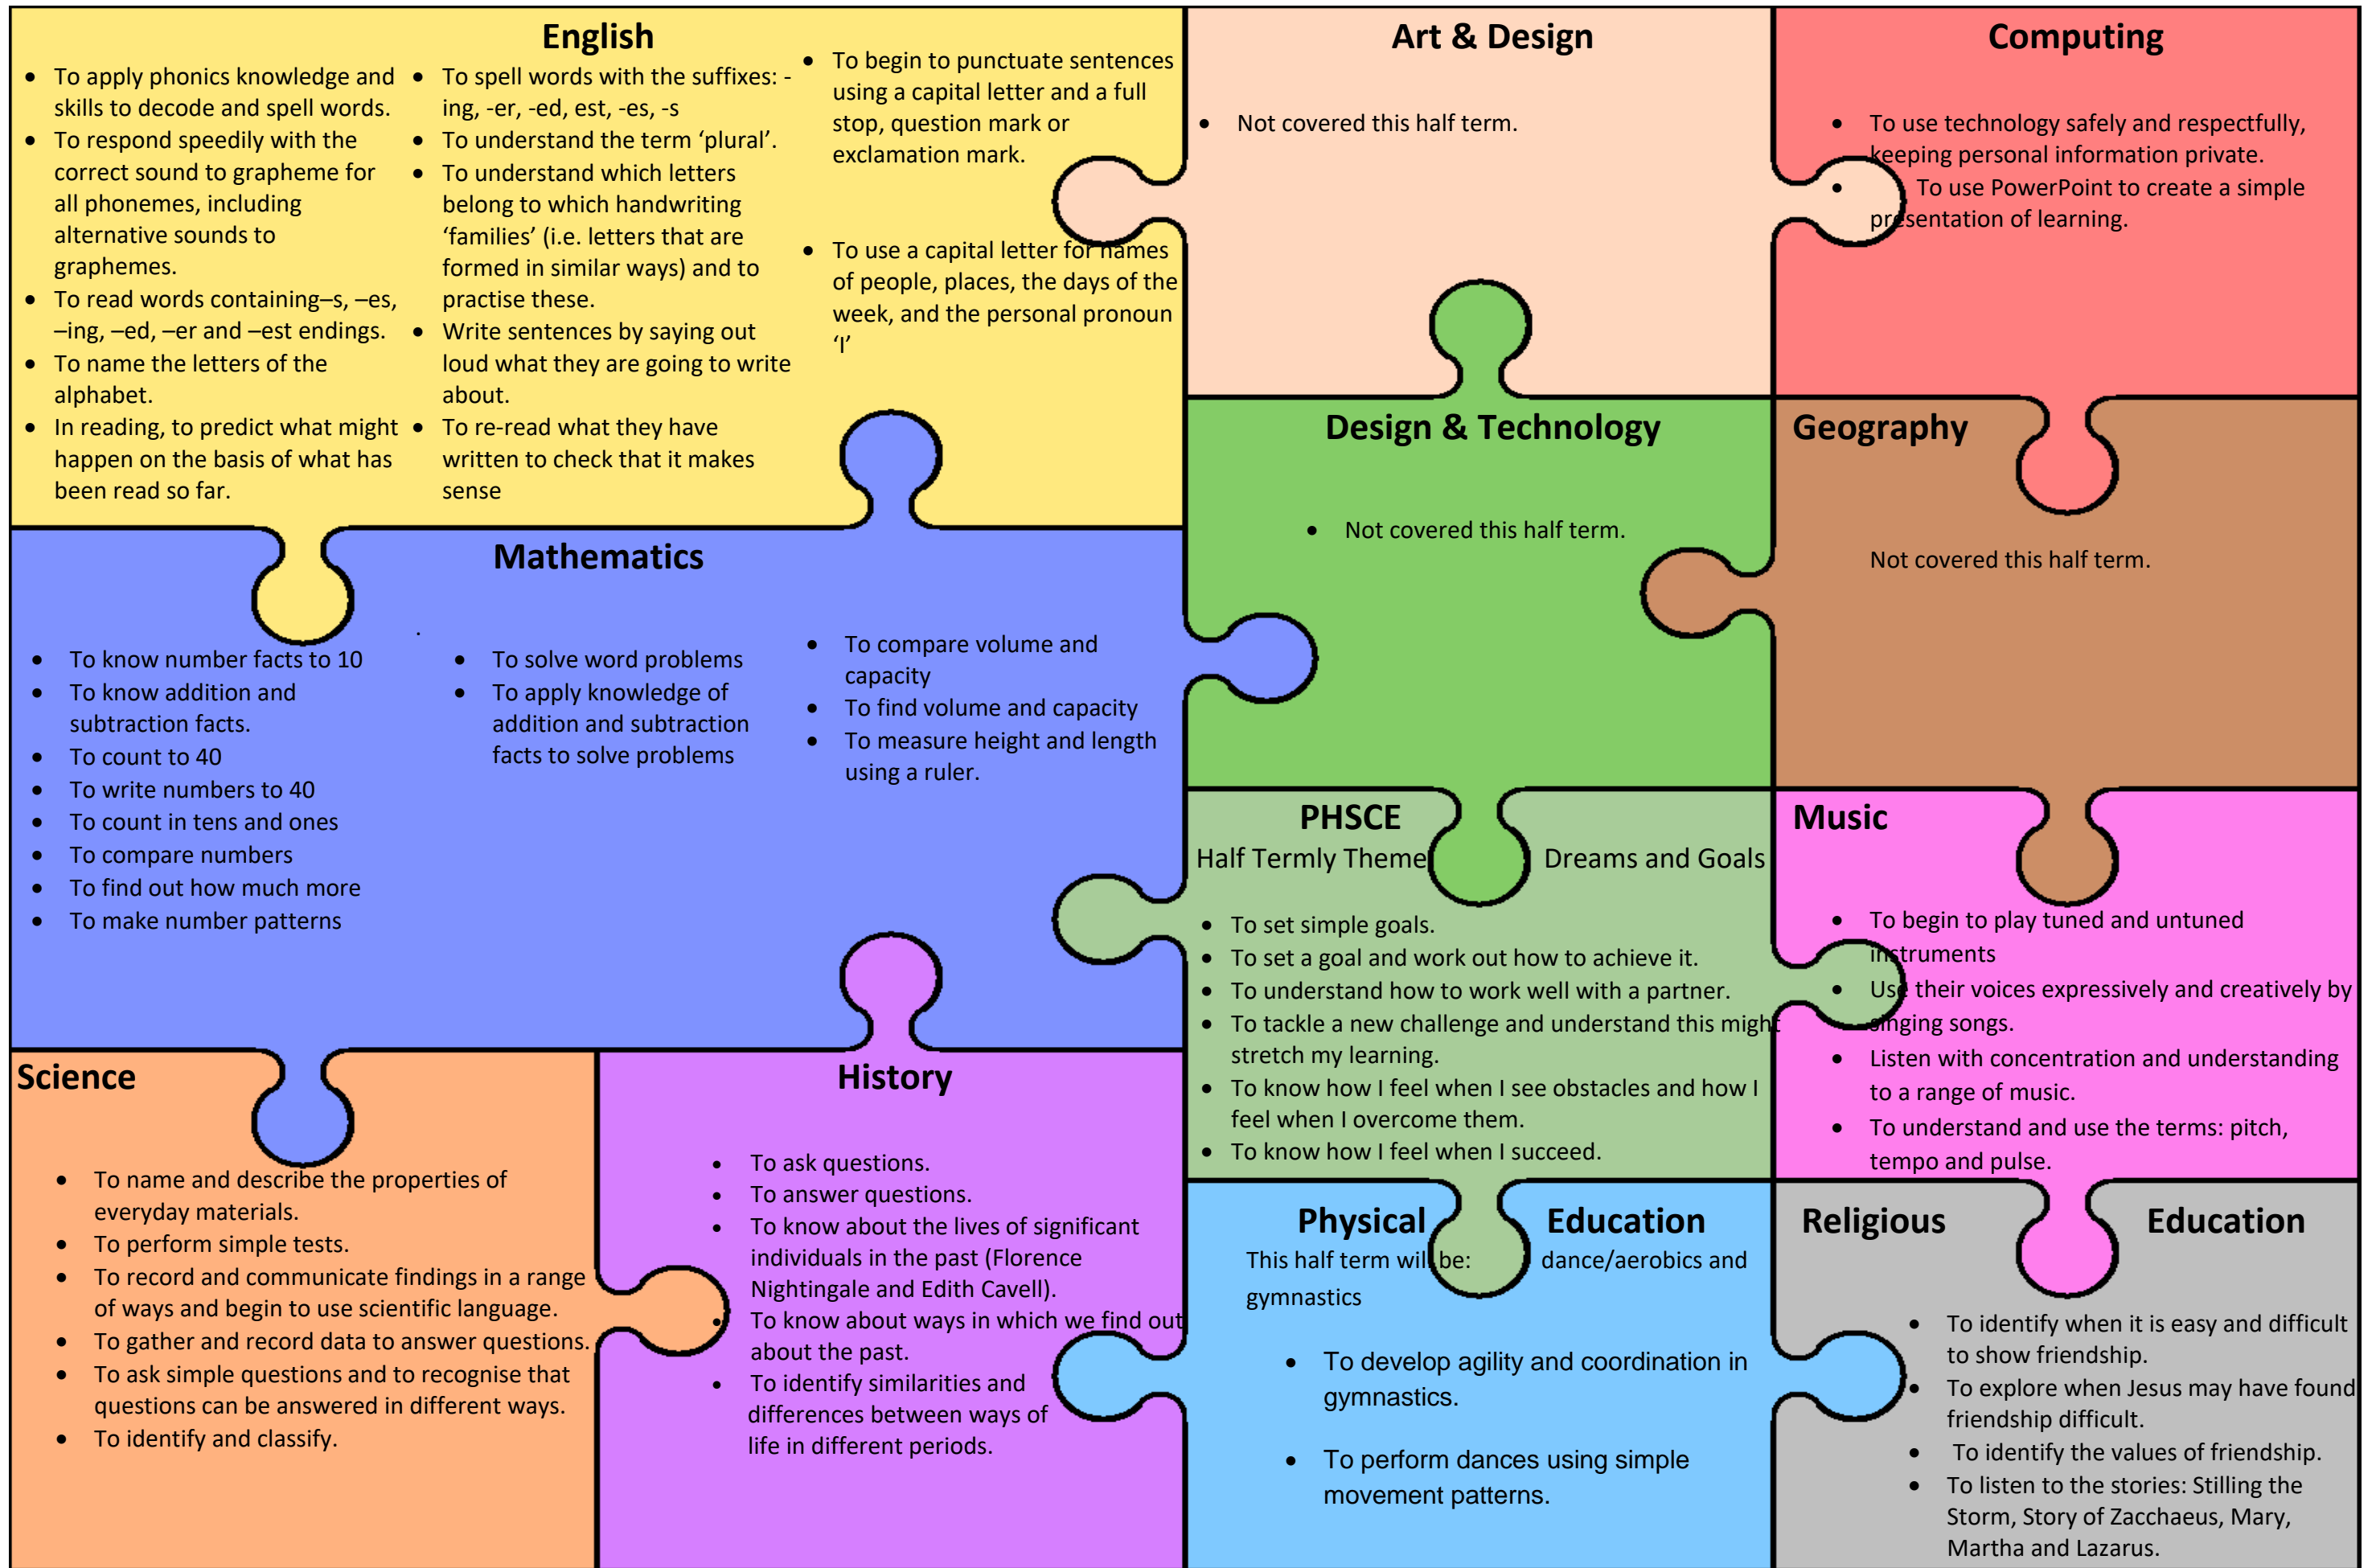 English
• To apply phonics knowledge and
skills to decode and spell words.
• To respond speedily with the
correct sound to grapheme for
all phonemes, including
alternative sounds to
graphemes.
• To read words containing–s, –es,
–ing, –ed, –er and –est endings.
• To name the letters of the
alphabet.
• In reading, to predict what might
happen on the basis of what has
been read so far.
• To spell words with the suffixes: -
ing, -er, -ed, est, -es, -s
• To understand the term ‘plural’.
• To understand which letters
belong to which handwriting
‘families’ (i.e. letters that are
formed in similar ways) and to
practise these.
• Write sentences by saying out
loud what they are going to write
about.
• To re-read what they have
written to check that it makes
sense
• To begin to punctuate sentences
using a capital letter and a full
stop, question mark or
exclamation mark.
• To use a capital letter for names
of people, places, the days of the
week, and the personal pronoun
‘I’
Art & Design
• Not covered this half term.
Computing
• To use technology safely and respectfully,
keeping personal information private.
• To use PowerPoint to create a simple
presentation of learning.
Design & Technology
• Not covered this half term.
Geography
Not covered this half term.
Mathematics
.
• To know number facts to 10
• To know addition and
subtraction facts.
• To count to 40
• To write numbers to 40
• To count in tens and ones
• To compare numbers
• To find out how much more
• To make number patterns
• To solve word problems
• To apply knowledge of
addition and subtraction
facts to solve problems
• To compare volume and
capacity
• To find volume and capacity
• To measure height and length
using a ruler.
PHSCE
Half Termly Theme Dreams and Goals
• To set simple goals.
• To set a goal and work out how to achieve it.
• To understand how to work well with a partner.
• To tackle a new challenge and understand this might
stretch my learning.
• To know how I feel when I see obstacles and how I
feel when I overcome them.
• To know how I feel when I succeed.
Music
• To begin to play tuned and untuned
instruments
• Use their voices expressively and creatively by
singing songs.
• Listen with concentration and understanding
to a range of music.
• To understand and use the terms: pitch,
tempo and pulse.
Science
• To name and describe the properties of
everyday materials.
• To perform simple tests.
• To record and communicate findings in a range
of ways and begin to use scientific language.
• To gather and record data to answer questions.
• To ask simple questions and to recognise that
questions can be answered in different ways.
• To identify and classify.
History
• To ask questions.
• To answer questions.
• To know about the lives of significant
individuals in the past (Florence
Nightingale and Edith Cavell).
• To know about ways in which we find out
about the past.
• To identify similarities and
differences between ways of
life in different periods.
Physical Education
This half term will be: dance/aerobics and
gymnastics
• To develop agility and coordination in
gymnastics.
• To perform dances using simple
movement patterns.
Religious Education
• To identify when it is easy and difficult
to show friendship.
• To explore when Jesus may have found
friendship difficult.
• To identify the values of friendship.
• To listen to the stories: Stilling the
Storm, Story of Zacchaeus, Mary,
Martha and Lazarus.